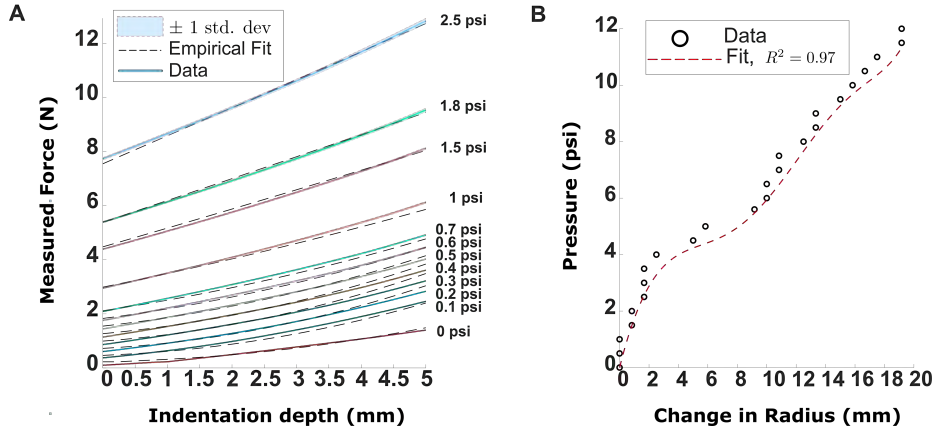 A
± 1 std. dev
Empirical Fit
Data
12
10
8
6
4
2
0
Measured Force (N)
0 0.5 1 1.5 2 2.5 3 3.5 4 4.5 5
Indentation depth (mm)
2.5 psi
1.8 psi
1.5 psi
1 psi
0.7 psi
0.6 psi
0.5 psi
0.4 psi
0.3 psi
0.2 psi
0.1 psi
0 psi
B
Data
Fit, R² = 0.97
12
10
8
6
4
2
0
Pressure (psi)
0 2 4 6 8 10 12 14 16 18 20
Change in Radius (mm)